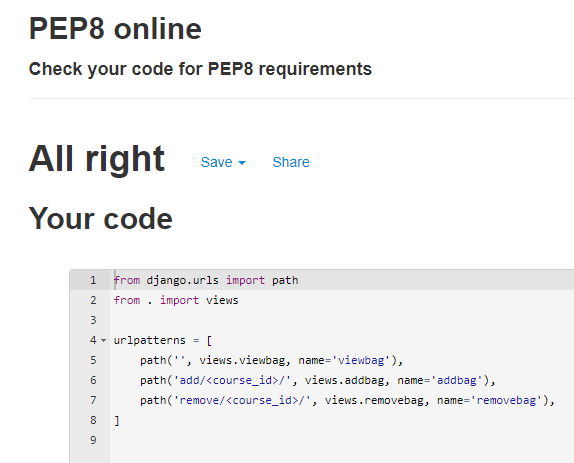 PEP8 online
Check your code for PEP8 requirements
All right Save Share
Your code
1 from django.urls import path
2 from . import views
3
4 urlpatterns = [
5     path('', views.viewbag, name='viewbag'),
6     path('add/<course_id>/', views.addbag, name='addbag'),
7     path('remove/<course_id>/', views.removebag, name='removebag'),
8 ]
9